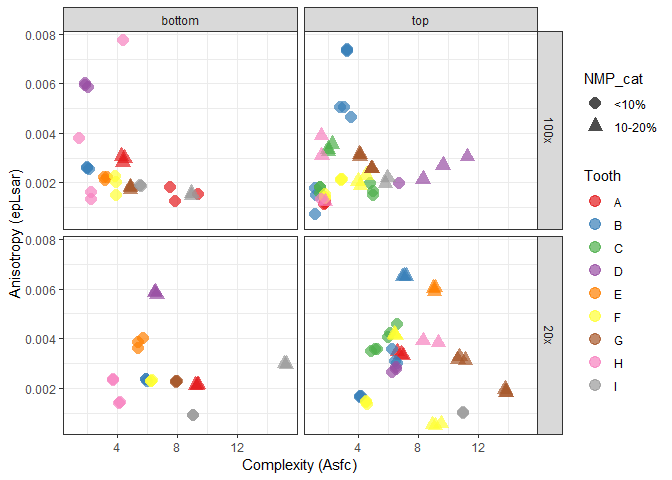 bottom
top
0.008
0.006
0.004
0.002
100x
0.008
0.006
0.004
0.002
20x
4
8
12
4
8
12
Complexity (Asfc)
Anisotropy (epLsar)
NMP_cat
<10%
10-20%
Tooth
A
B
C
D
E
F
G
H
I